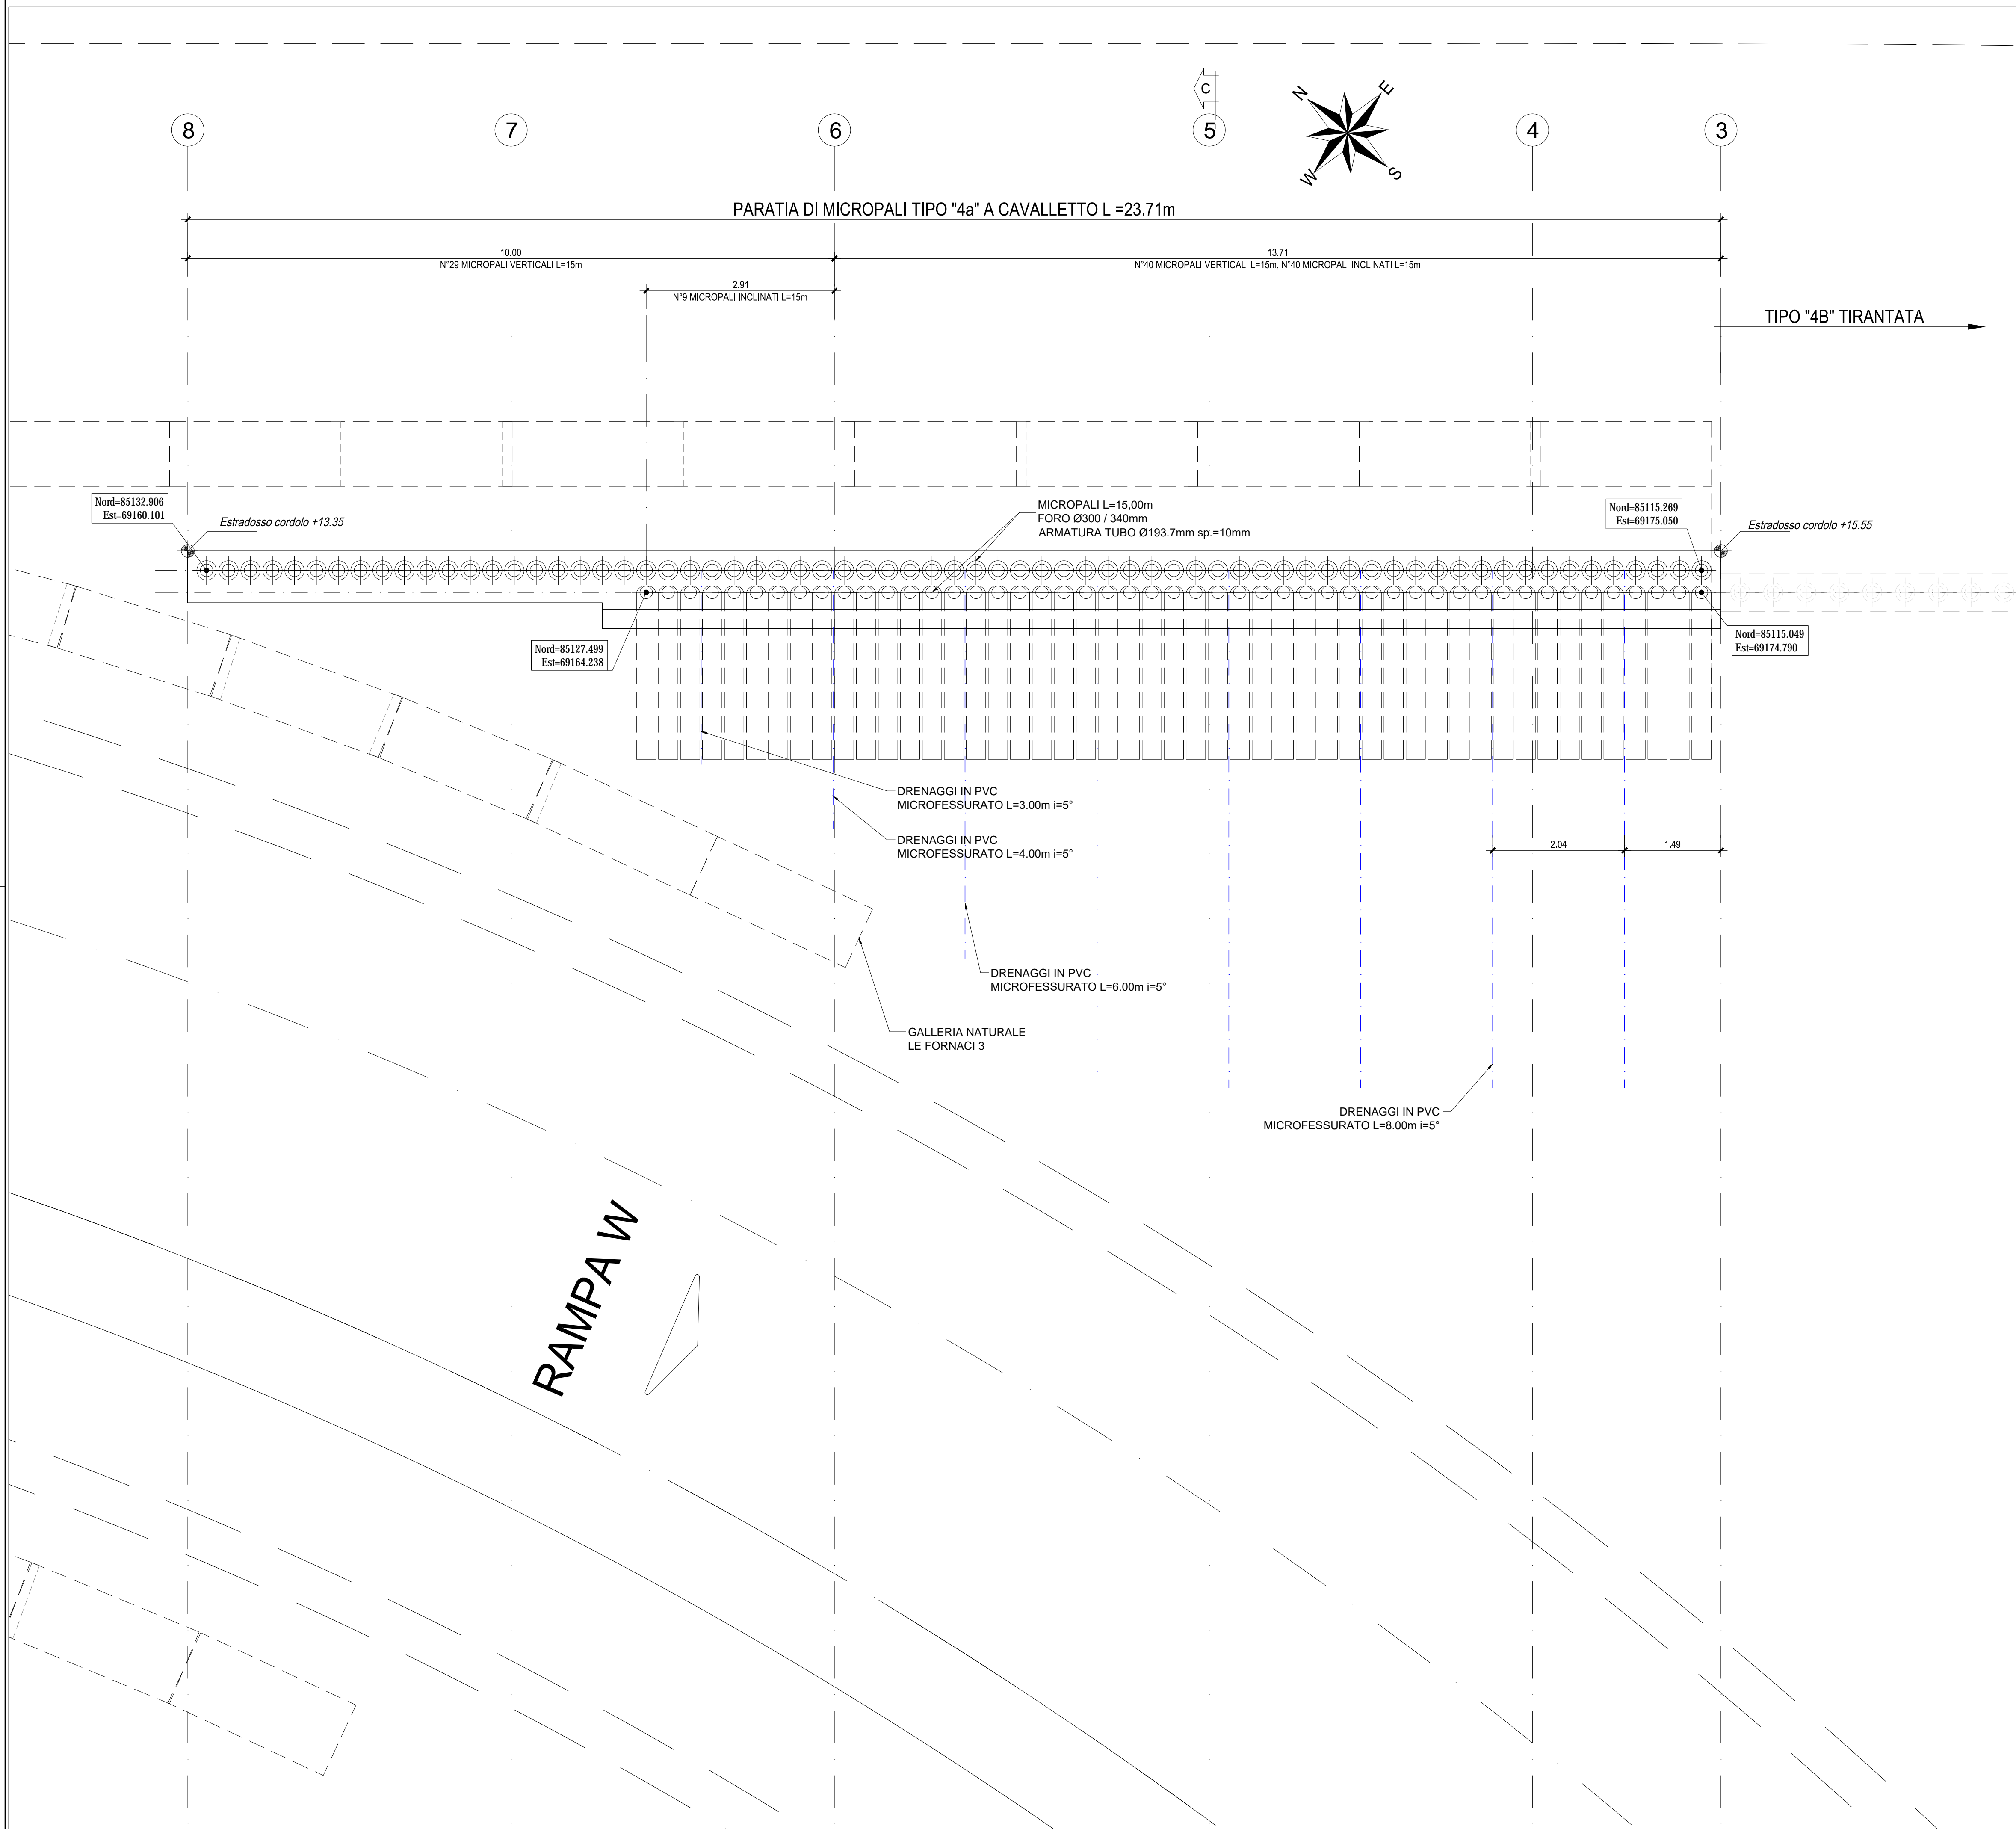 C
N
E
W
S
8
7
6
5
4
3
PARATIA DI MICROPALI TIPO "4a" A CAVALLETTO L =23.71m
10.00
N°29 MICROPALI VERTICALI L=15m
13.71
N°40 MICROPALI VERTICALI L=15m, N°40 MICROPALI INCLINATI L=15m
2.91
N°9 MICROPALI INCLINATI L=15m
TIPO "4B" TIRANTATA
Nord=85132.906
Est=69160.101
Estradosso cordolo +13.35
MICROPALI L=15,00m
FORO Ø300 / 340mm
ARMATURA TUBO Ø193.7mm sp.=10mm
Nord=85115.269
Est=69175.050
Estradosso cordolo +15.55
Nord=85127.499
Est=69164.238
Nord=85115.049
Est=69174.790
DRENAGGI IN PVC
MICROFESSURATO L=3.00m i=5°
DRENAGGI IN PVC
MICROFESSURATO L=4.00m i=5°
2.04
1.49
DRENAGGI IN PVC
MICROFESSURATO L=6.00m i=5°
GALLERIA NATURALE
LE FORNACI 3
DRENAGGI IN PVC
MICROFESSURATO L=8.00m i=5°
RAMPA W